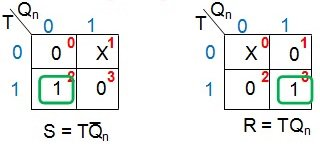 T Qn T Qn
0 1 0 1
0 0 0 X 1 0 X 0 0 1
1 1 2 0 3 1 0 2 1 3
S = TQ̅n R = TQn